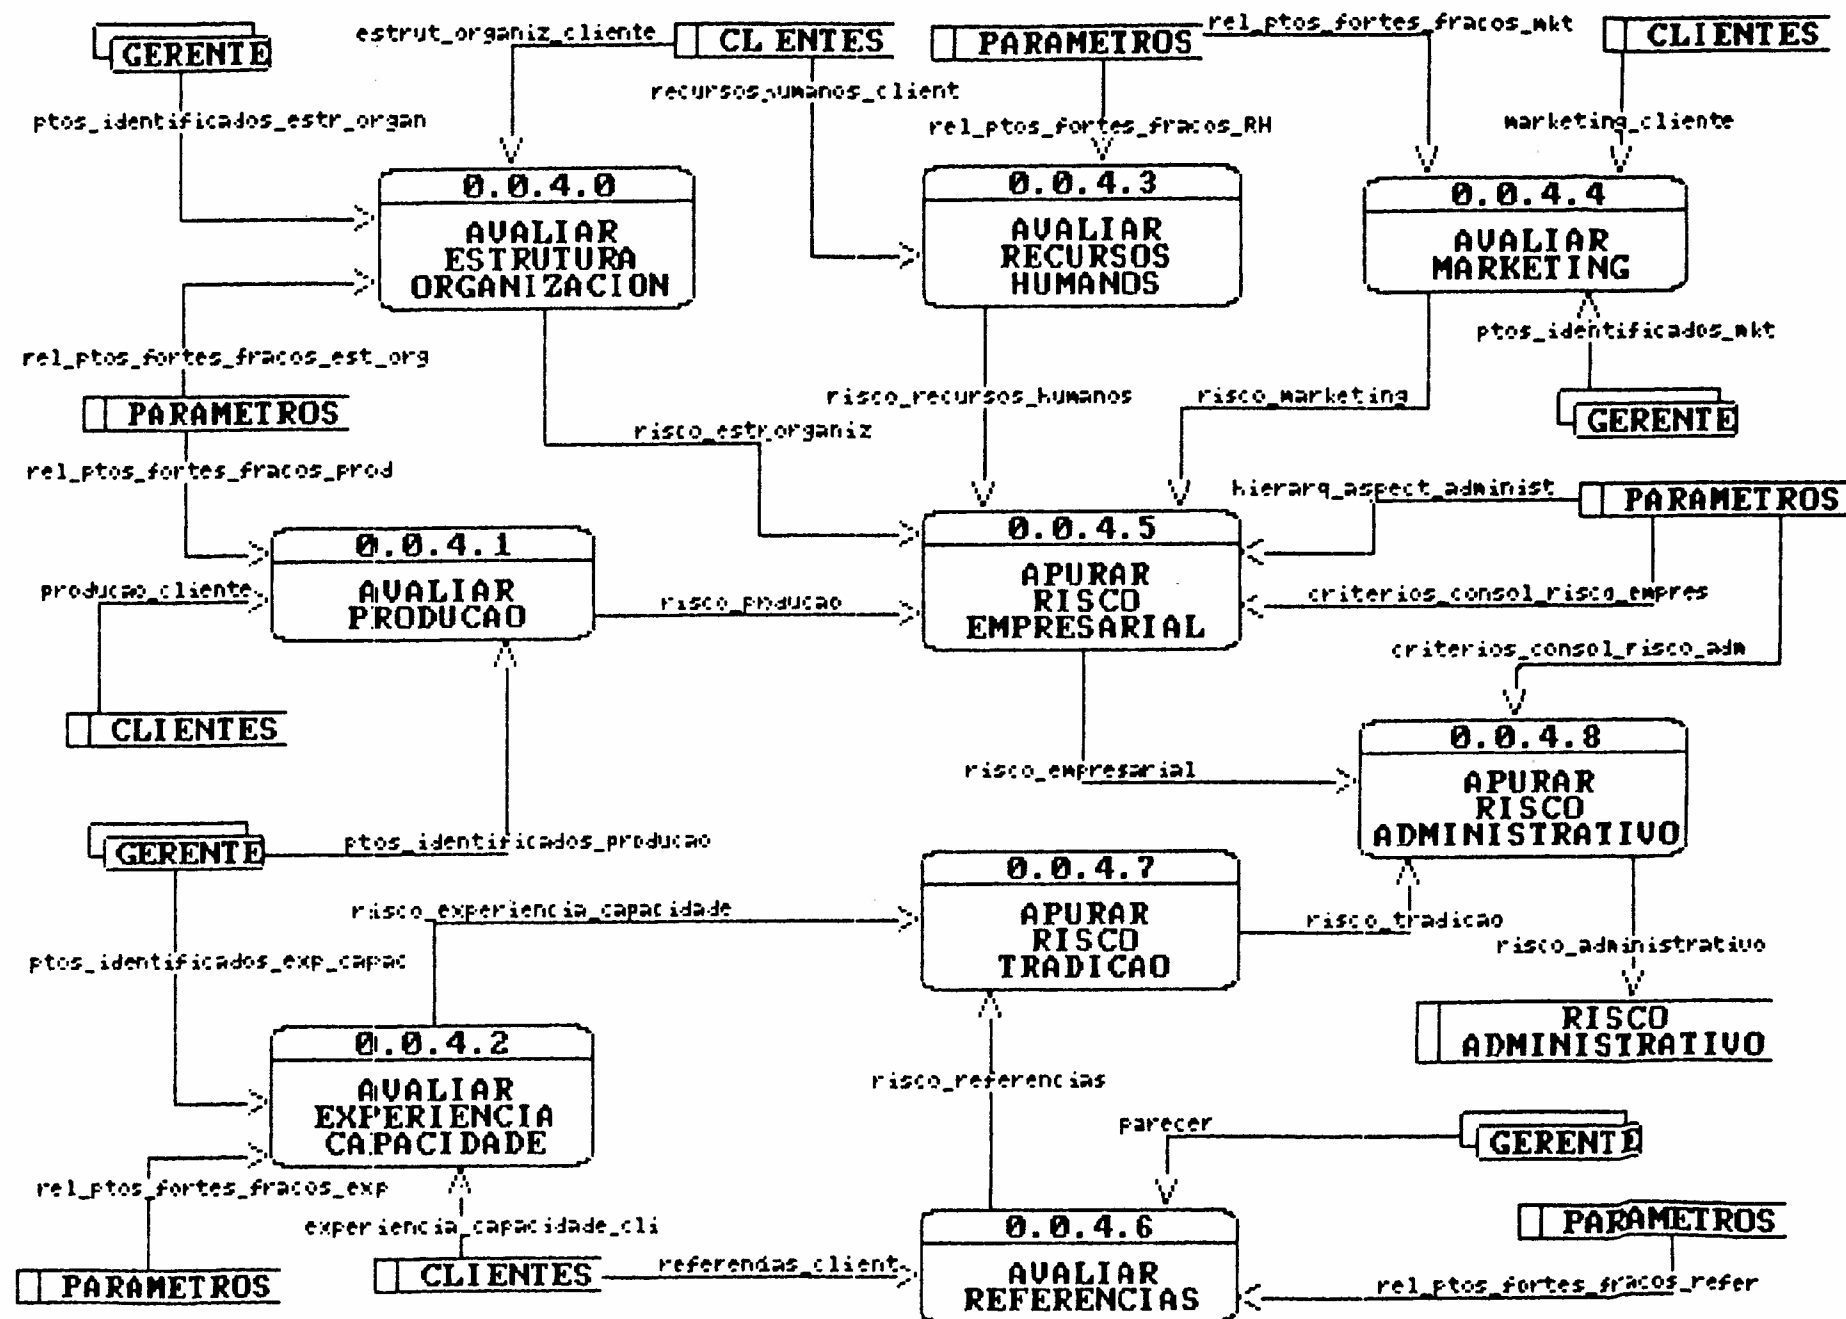 GERENTE
estrut_organiz_cliente
CL ENTES
PARAMETROS
rel_ptos_fortes_fracos_mkt
CLIENTES
ptos_identificados_estr_organ
recursos_humanos_client
rel_ptos_fortes_fracos_RH
marketing_cliente
0.0.4.0
AVALIAR
ESTRUTURA
ORGANIZACION
0.0.4.3
AVALIAR
RECURSOS
HUMANOS
0.0.4.4
AVALIAR
MARKETING
rel_ptos_fortes_fracos_est_org
ptos_identificados_mkt
PARAMETROS
risco_recursos_humanos
risco_marketing
GERENTE
risco_estrorganiz
rel_ptos_fortes_fracos_prod
hierarq_aspect_administ
PARAMETROS
0.0.4.1
AVALIAR
PRODUCAO
0.0.4.5
APURAR
RISCO
EMPRESARIAL
producao_cliente
risco_producao
criterios_consol_risco_empres
criterios_consol_risco_adm
CLIENTES
0.0.4.8
APURAR
RISCO
ADMINISTRATIVO
risco_empresarial
GERENTE
ptos_identificados_producao
0.0.4.7
APURAR
RISCO
TRADICAO
risco_experiencia_capacidade
risco_tradicao
risco_administrativo
ptos_identificados_exp_capac
RISCO
ADMINISTRATIVO
0.0.4.2
AVALIAR
EXPERIENCIA
CAPACIDADE
risco_referencias
parecer
GERENTE
rel_ptos_fortes_fracos_exp
experiencia_capacidade_cli
0.0.4.6
AVALIAR
REFERENCIAS
PARAMETROS
PARAMETROS
CLIENTES
referendas_client
rel_ptos_fortes_fracos_refer